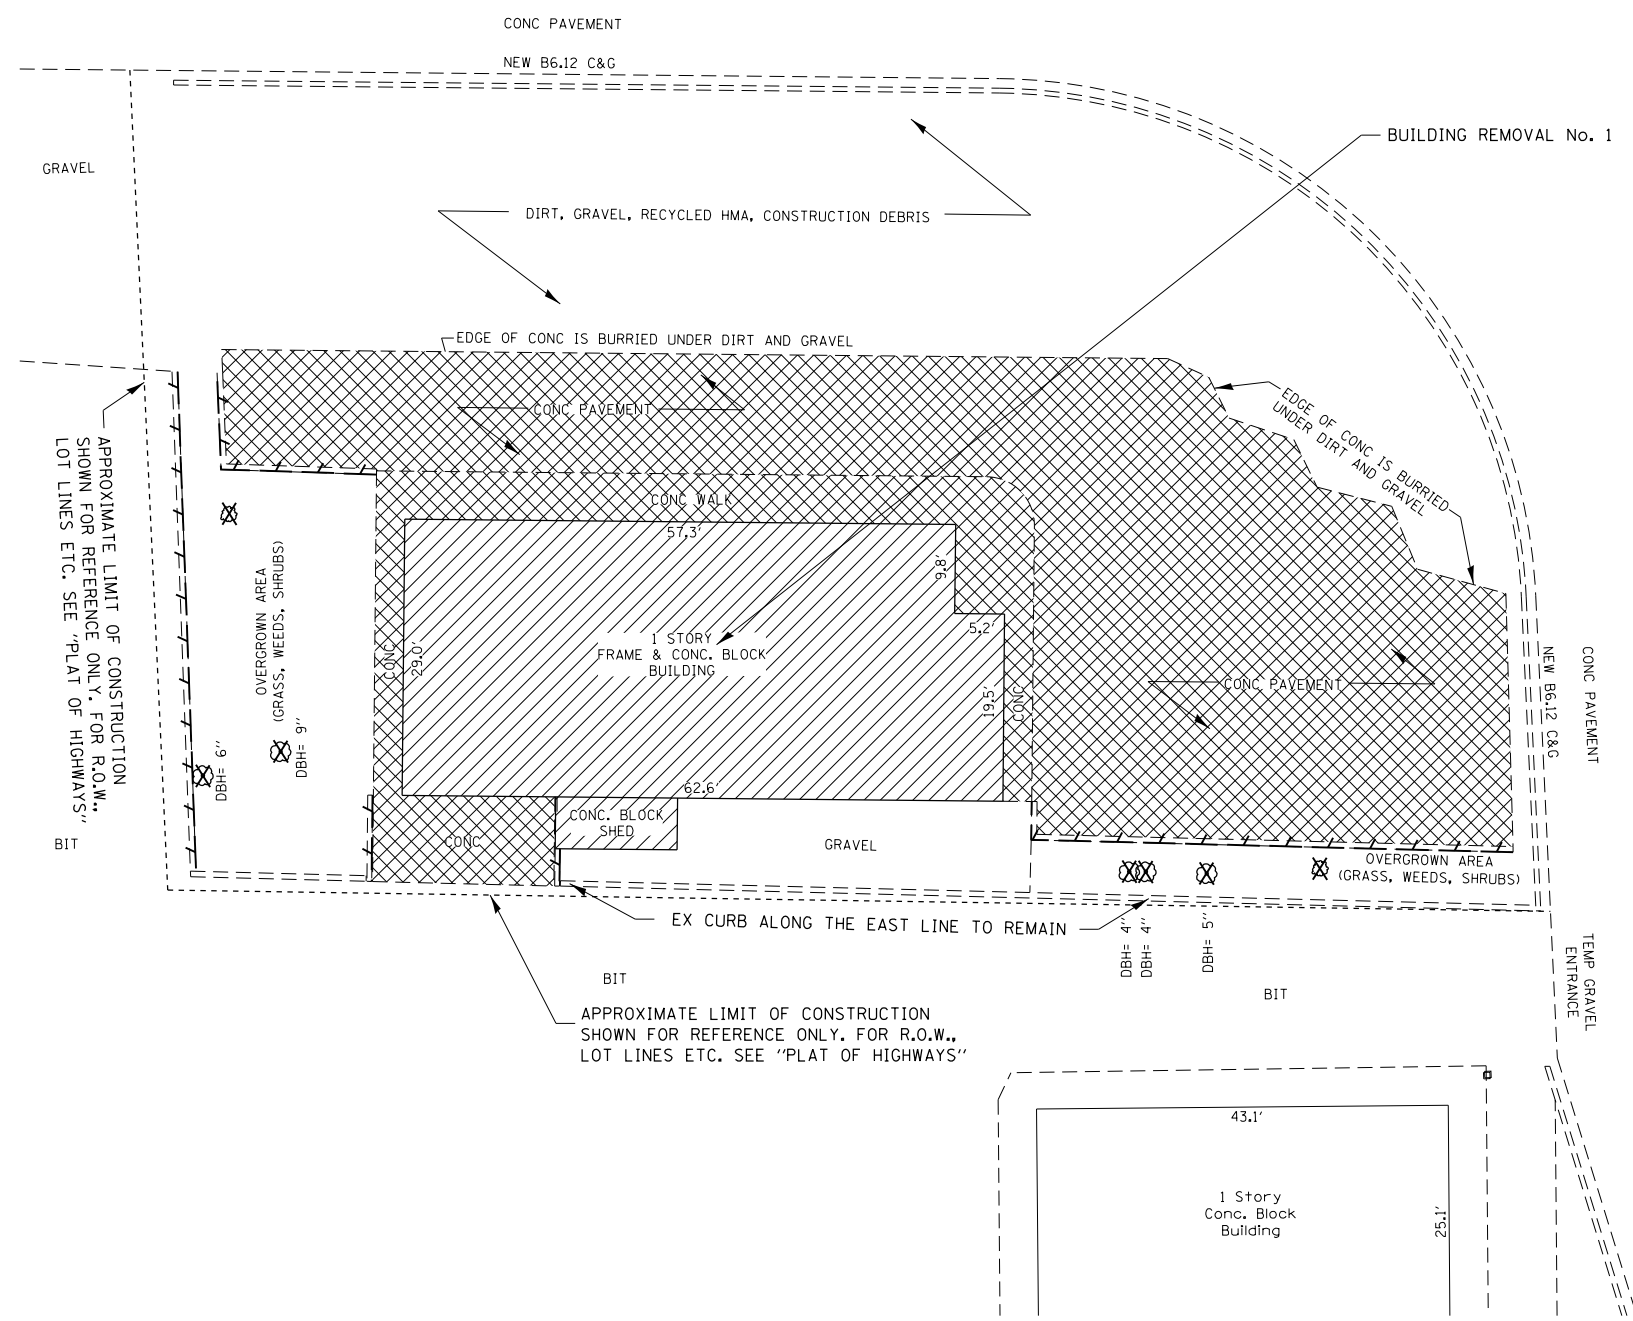 CONC PAVEMENT
NEW B6.12 C&G
BUILDING REMOVAL No. 1
GRAVEL
DIRT, GRAVEL, RECYCLED HMA, CONSTRUCTION DEBRIS
EDGE OF CONC IS BURRIED UNDER DIRT AND GRAVEL
CONC PAVEMENT
EDGE OF CONC IS BURRIED
UNDER DIRT AND GRAVEL
APPROXIMATE LIMIT OF CONSTRUCTION
SHOWN FOR REFERENCE ONLY. FOR R.O.W.,
LOT LINES ETC. SEE "PLAT OF HIGHWAYS"
CONC WALK
57.3'
9.8'
5.2'
19.5'
CONC
29.0'
CONC
1 STORY
FRAME & CONC. BLOCK
BUILDING
62.6'
OVERGROWN AREA
(GRASS, WEEDS, SHRUBS)
DBH= 6"
DBH= 9"
CONC PAVEMENT
NEW B6.12 C&G
CONC PAVEMENT
BIT
CONC
CONC. BLOCK
SHED
GRAVEL
OVERGROWN AREA
(GRASS, WEEDS, SHRUBS)
EX CURB ALONG THE EAST LINE TO REMAIN
DBH= 4"
DBH= 4"
DBH= 5"
TEMP GRAVEL
ENTRANCE
BIT
BIT
APPROXIMATE LIMIT OF CONSTRUCTION
SHOWN FOR REFERENCE ONLY. FOR R.O.W.,
LOT LINES ETC. SEE "PLAT OF HIGHWAYS"
43.1'
1 Story
Conc. Block
Building
25.1'